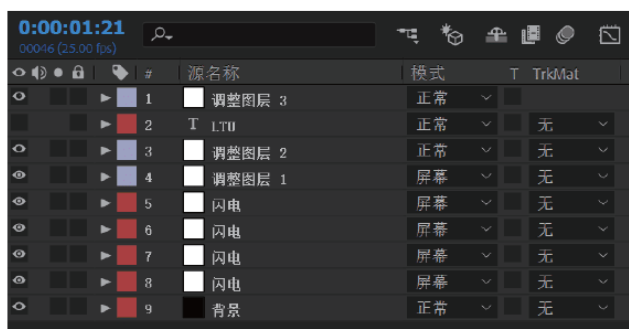 0:00:01:21
00046 (25.00 fps)
# 源名称 模式 T TrkMat
1 调整图层 3 正常
2 T LTU 正常 无
3 调整图层 2 正常 无
4 调整图层 1 屏幕 无
5 闪电 屏幕 无
6 闪电 屏幕 无
7 闪电 屏幕 无
8 闪电 屏幕 无
9 背景 正常 无